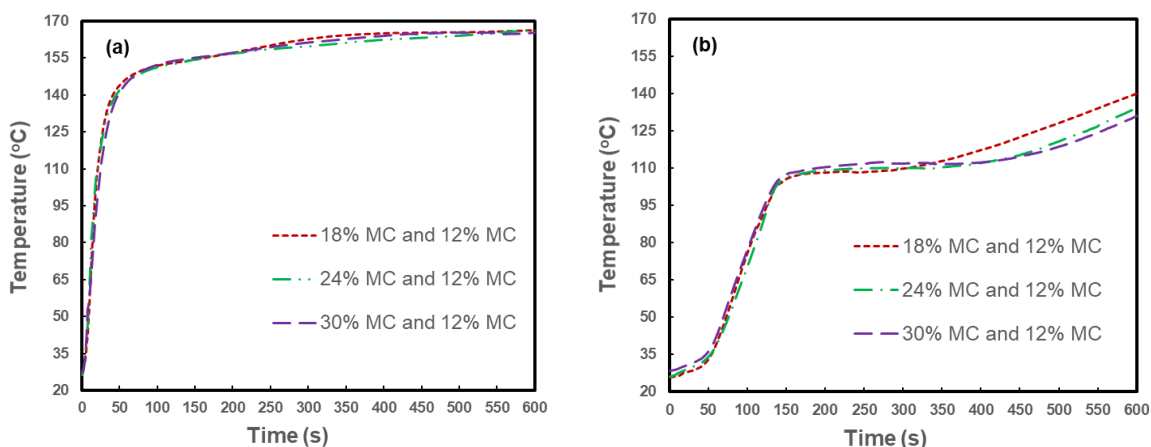 (a)
170
155
140
125
110
95
80
65
50
35
20
Temperature (°C)
18% MC and 12% MC
24% MC and 12% MC
30% MC and 12% MC
0 50 100 150 200 250 300 350 400 450 500 550 600
Time (s)
(b)
170
155
140
125
110
95
80
65
50
35
20
Temperature (°C)
18% MC and 12% MC
24% MC and 12% MC
30% MC and 12% MC
0 50 100 150 200 250 300 350 400 450 500 550 600
Time (s)